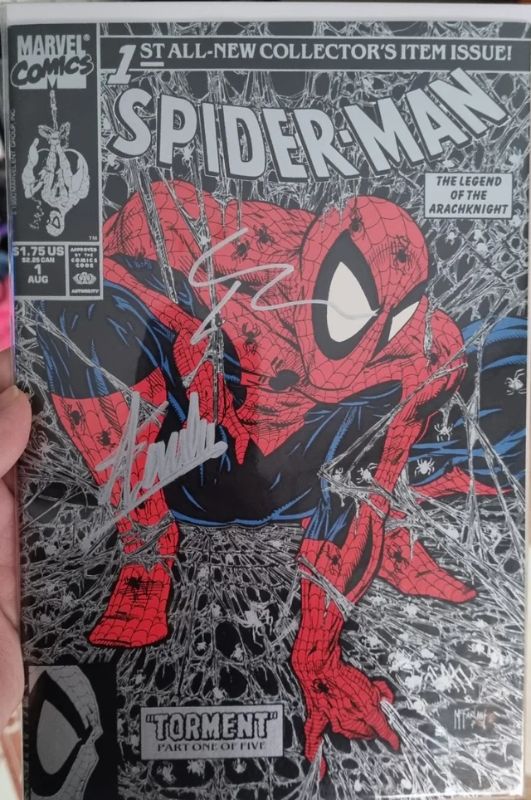 MARVEL
COMICS
1ST ALL-NEW COLLECTOR'S ITEM ISSUE!
SPIDER-MAN
THE LEGEND
OF THE
ARACHKNIGHT
TM
$1.75 US
$2.25 CAN
1
AUG
APPROVED
BY THE
COMICS
CODE
AUTHORITY
"TORMENT"
PART ONE OF FIVE